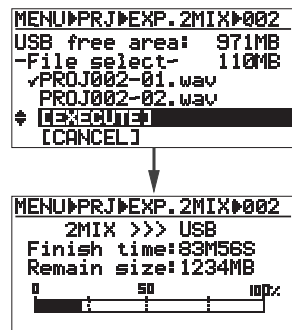 MENU▶PRJ▶EXP.2MIX▶002
USB free area: 971MB
-File select- 110MB
✓PROJ002-01.wav
PROJ002-02.wav
[EXECUTE]
[CANCEL]
MENU▶PRJ▶EXP.2MIX▶002
2MIX >>> USB
Finish time:83M56S
Remain size:1234MB
0 50 100%